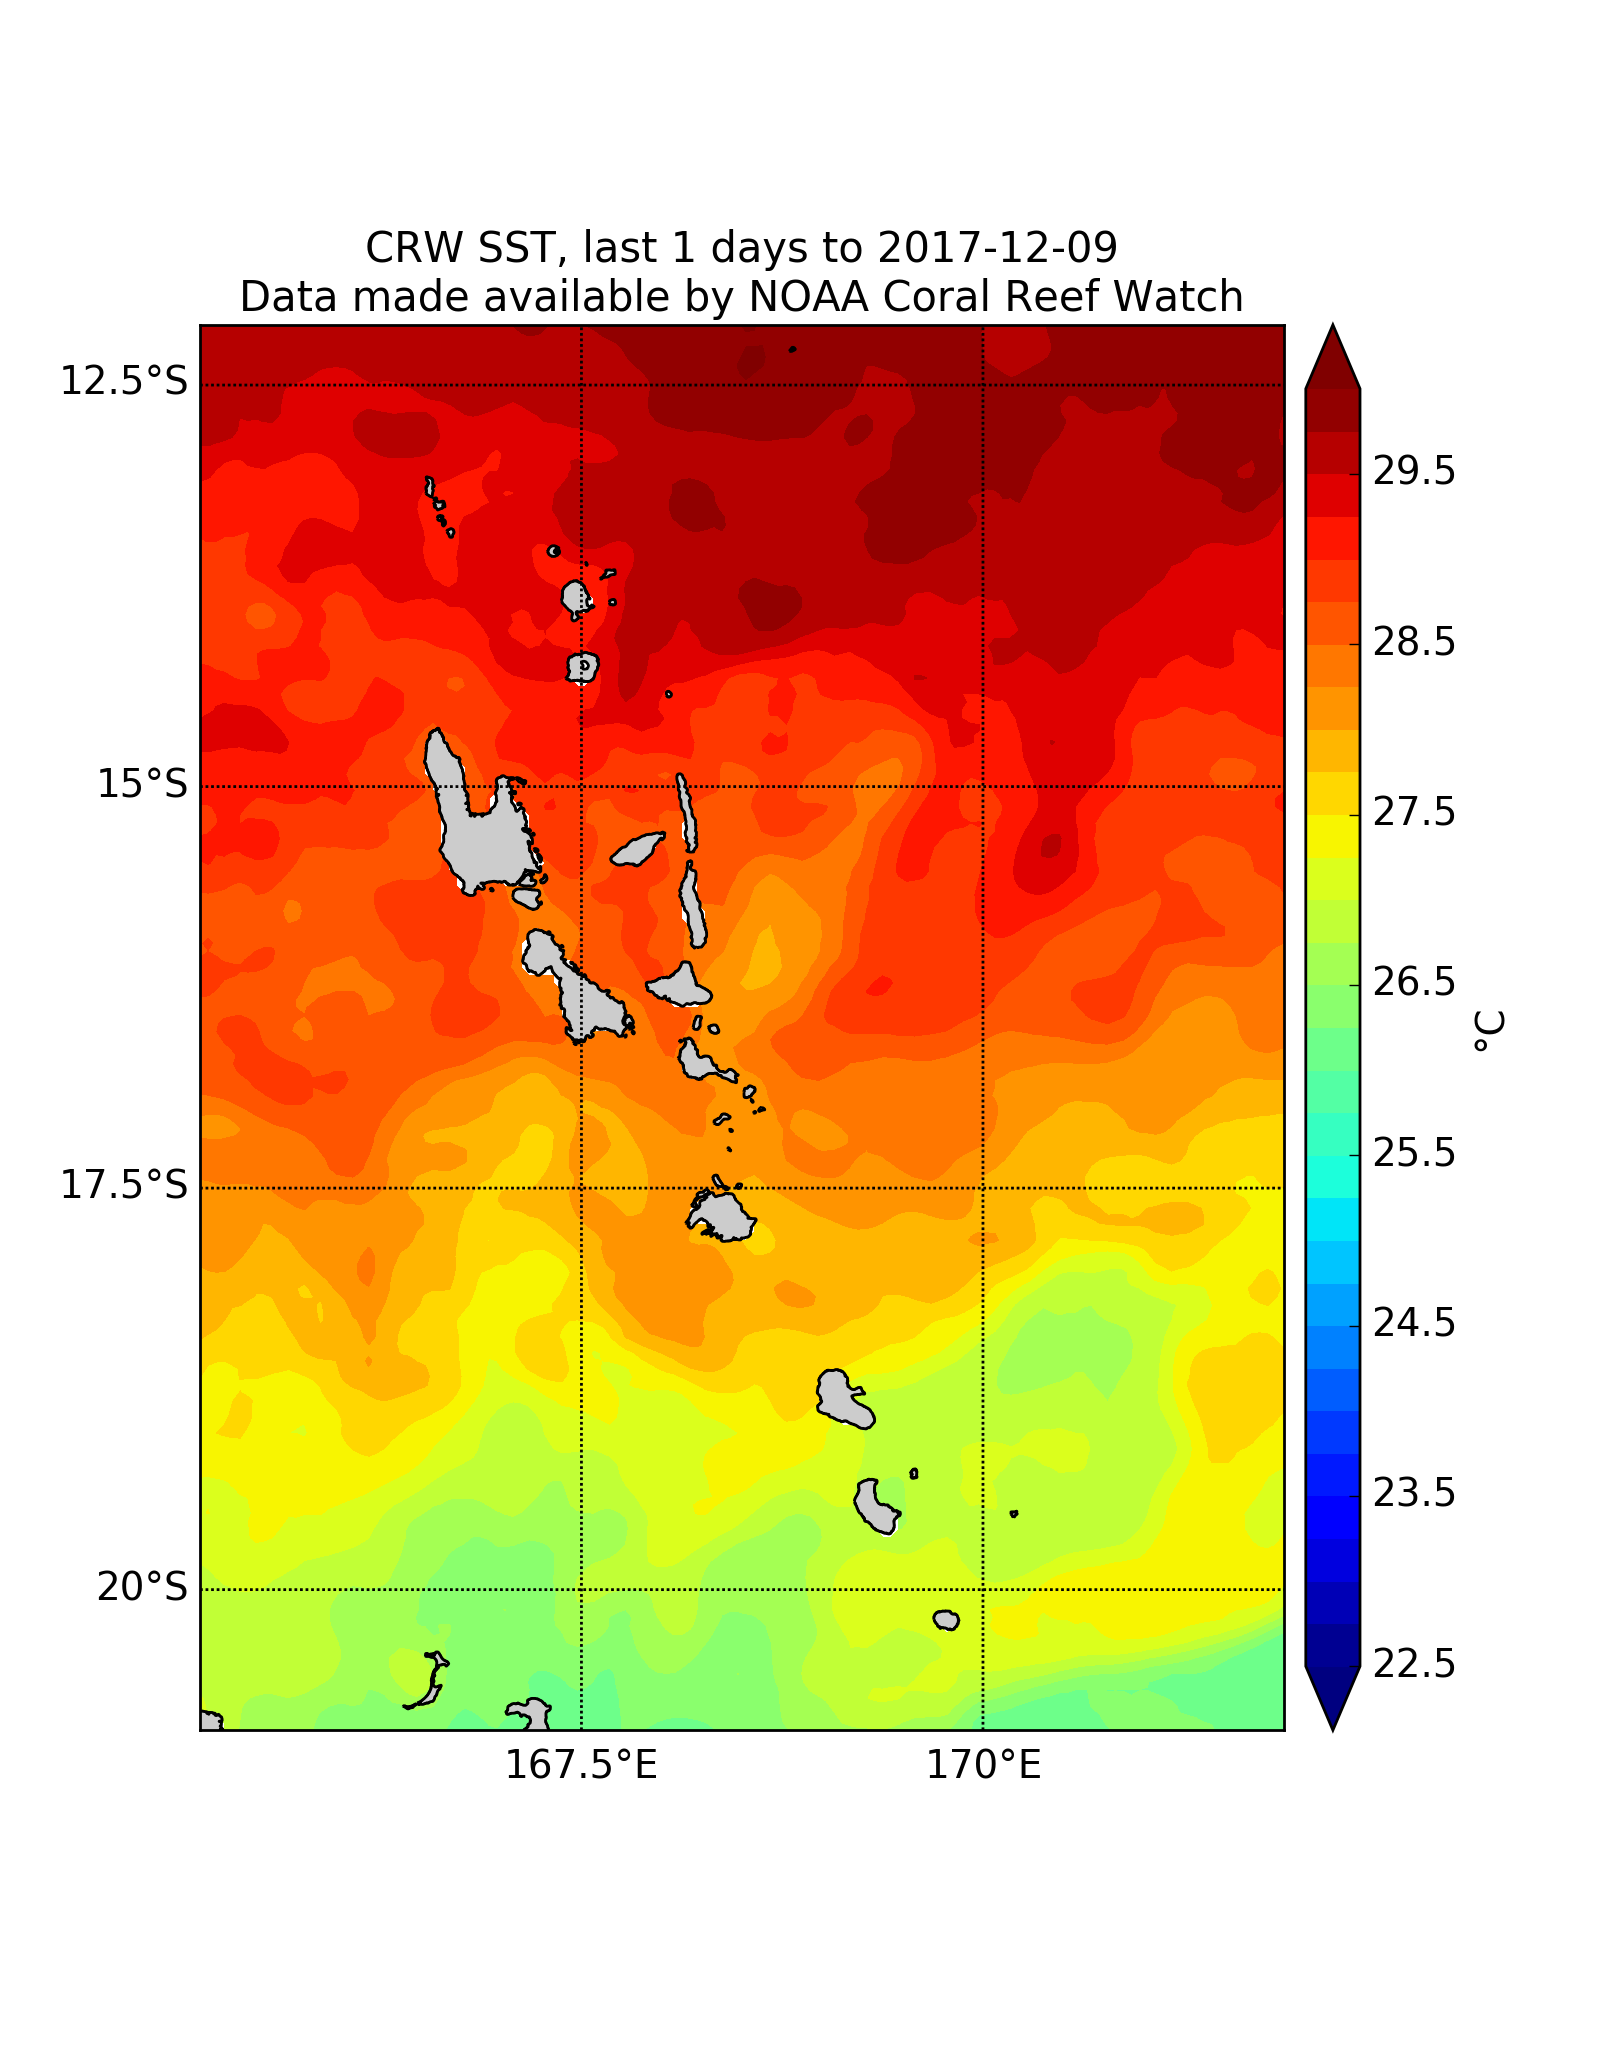 CRW SST, last 1 days to 2017-12-09
Data made available by NOAA Coral Reef Watch
12.5°S
15°S
17.5°S
20°S
167.5°E
170°E
29.5
28.5
27.5
26.5
25.5
24.5
23.5
22.5
°C